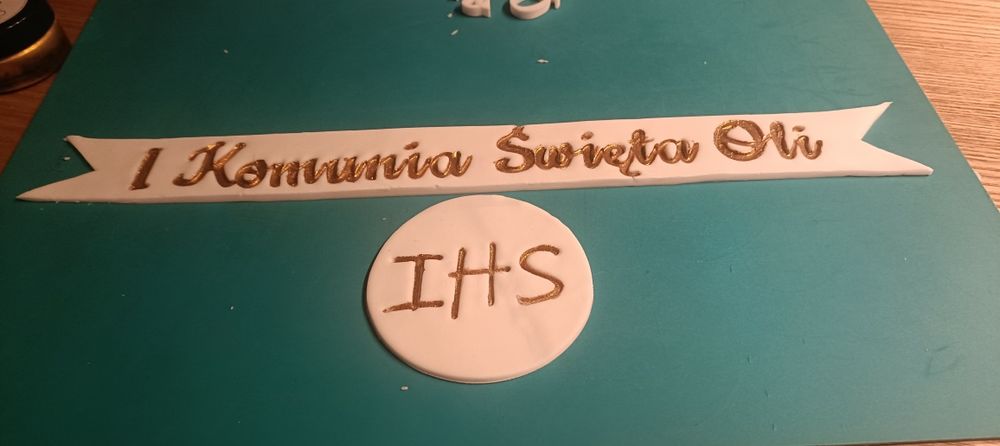 I Komunia Święta Oli
IHS